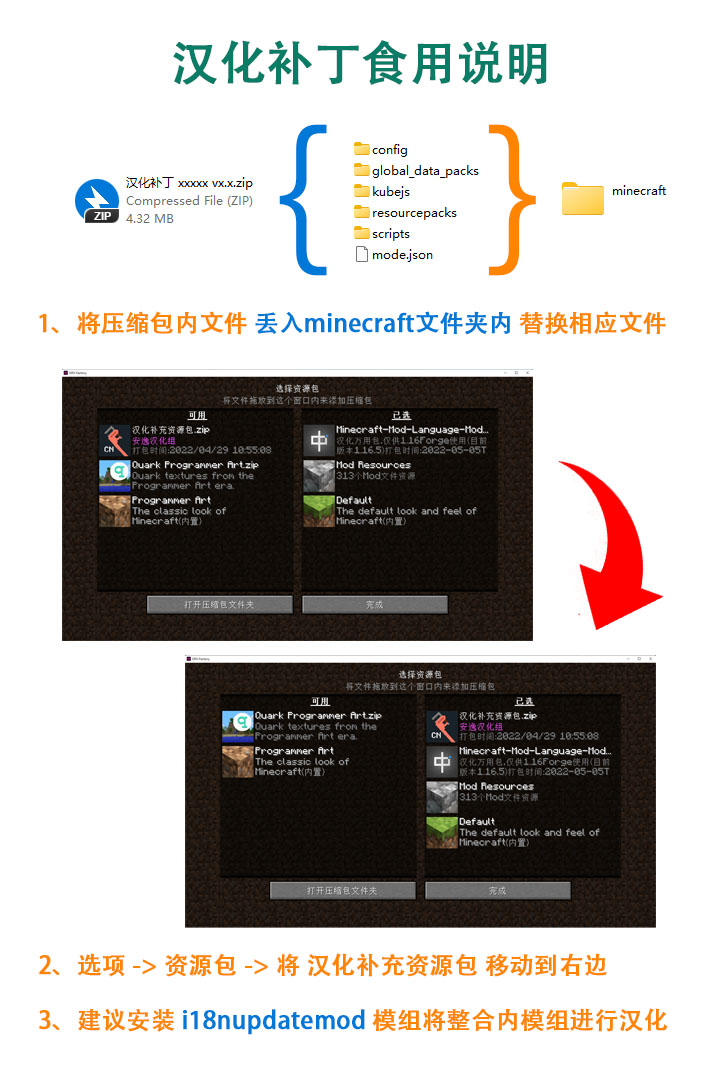 汉化补丁食用说明
汉化补丁 xxxxx vx.x.zip
Compressed File (ZIP)
4.32 MB
ZIP
config
global_data_packs
kubejs
resourcepacks
scripts
mode.json
minecraft
1、将压缩包内文件 丢入minecraft文件夹内 替换相应文件
选择资源包
将文件拖放到这个窗口内来添加压缩包
可用
汉化补充资源包.zip
安逸汉化组
打包时间:2022/04/29 10:55:08
CN
Quark Programmer Art.zip
Quark textures from the
Programmer Art era.
Programmer Art
The classic look of
Minecraft(内置)
已选
中
Minecraft-Mod-Language-Mod...
汉化万用包,仅供1.16Forge使用(目前
版本1.16.5)打包时间:2022-05-05T
Mod Resources
313个Mod文件资源
Default
The default look and feel of
Minecraft(内置)
打开压缩包文件夹
完成
选择资源包
将文件拖放到这个窗口内来添加压缩包
可用
Quark Programmer Art.zip
Quark textures from the
Programmer Art era.
Programmer Art
The classic look of
Minecraft(内置)
已选
汉化补充资源包.zip
安逸汉化组
打包时间:2022/04/29 10:55:08
CN
中
Minecraft-Mod-Language-Mod...
汉化万用包,仅供1.16Forge使用(目前
版本1.16.5)打包时间:2022-05-05T
Mod Resources
313个Mod文件资源
Default
The default look and feel of
Minecraft(内置)
打开压缩包文件夹
完成
2、选项 -> 资源包 -> 将 汉化补充资源包 移动到右边
3、建议安装 i18nupdatemod 模组将整合内模组进行汉化